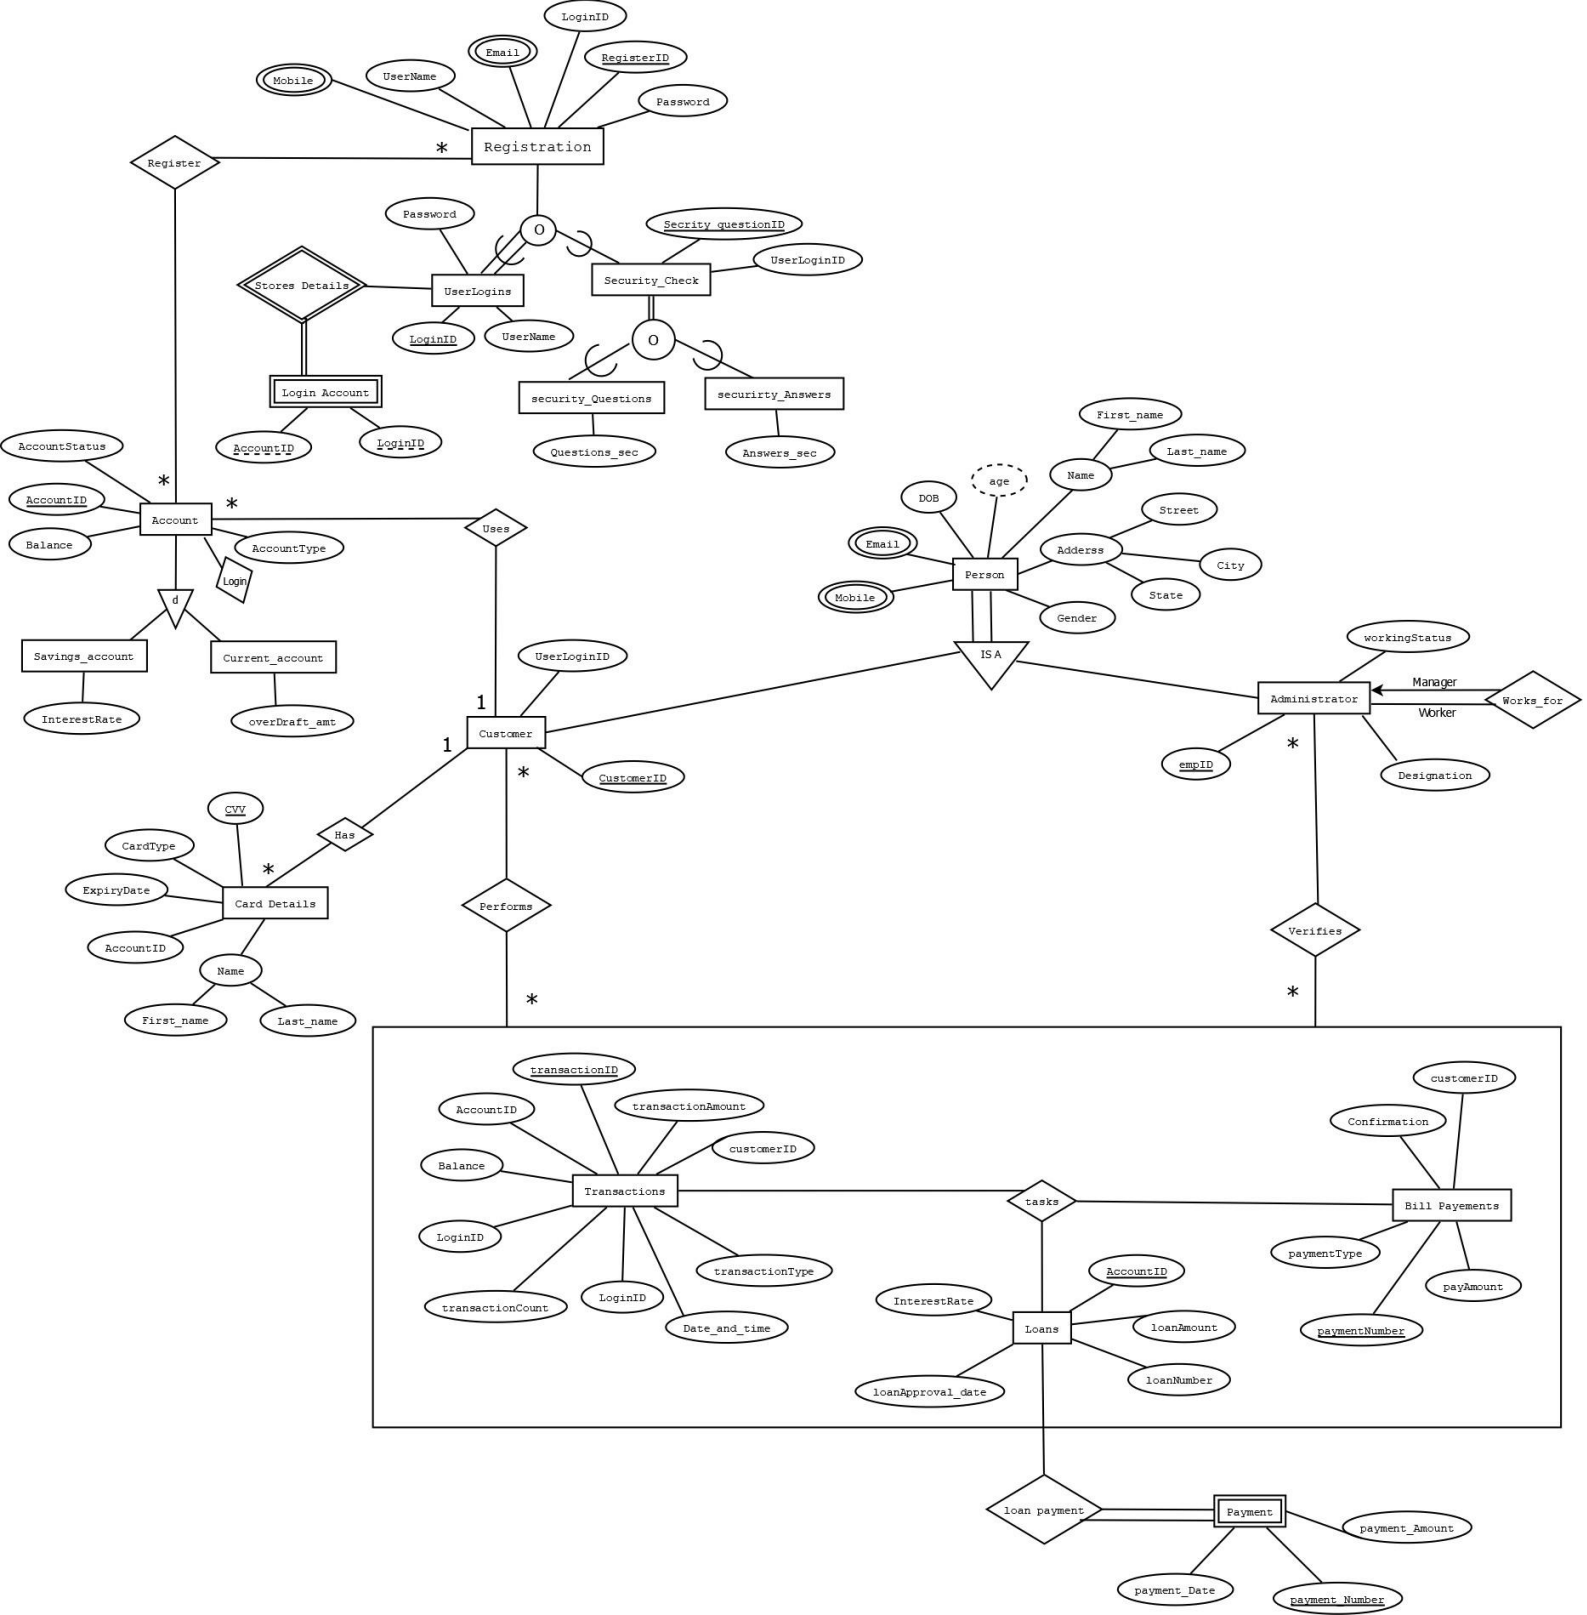 LoginID
Email
RegisterID
Mobile
UserName
Password
Registration
Register
*
Password
O
Secrity_questionID
UserLoginID
Stores Details
UserLogins
Security_Check
LoginID
UserName
O
Login Account
security_Questions
securirty_Answers
AccountID
LoginID
Questions_sec
Answers_sec
First_name
Last_name
Name
age
DOB
Street
Email
Adderss
City
Person
Mobile
State
Gender
AccountStatus
*
*
AccountID
Account
Uses
Balance
AccountType
Login
d
Savings_account
Current_account
InterestRate
overDraft_amt
UserLoginID
IS A
workingStatus
Manager
Administrator
Works_for
Worker
1
Customer
1
*
CustomerID
*
empID
Designation
CVV
Has
CardType
*
ExpiryDate
Card Details
Performs
Verifies
AccountID
Name
First_name
Last_name
*
*
transactionID
customerID
AccountID
transactionAmount
Confirmation
customerID
Balance
Transactions
tasks
Bill Payements
LoginID
paymentType
transactionType
AccountID
payAmount
LoginID
transactionCount
InterestRate
Date_and_time
Loans
loanAmount
paymentNumber
loanApproval_date
loanNumber
loan payment
Payment
payment_Amount
payment_Date
payment_Number